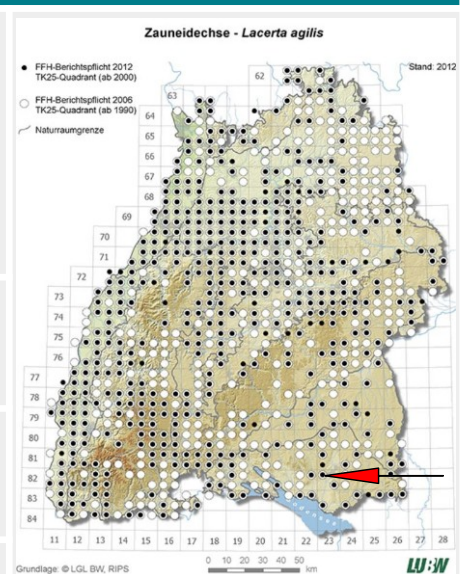 Zauneidechse - Lacerta agilis
FFH-Berichtspflicht 2012
TK25-Quadrant (ab 2000)
Stand: 2012
FFH-Berichtspflicht 2006
TK25-Quadrant (ab 1990)
Naturraumgrenze
62
63
64
65
66
67
68
69
70
71
72
73
74
75
76
77
78
79
80
81
82
83
84
11 12 13 14 15 16 17 18 19 20 21 22 23 24 25 26 27 28
0 10 20 30 40 50
km
Grundlage: © LGL BW, RIPS
LUBW